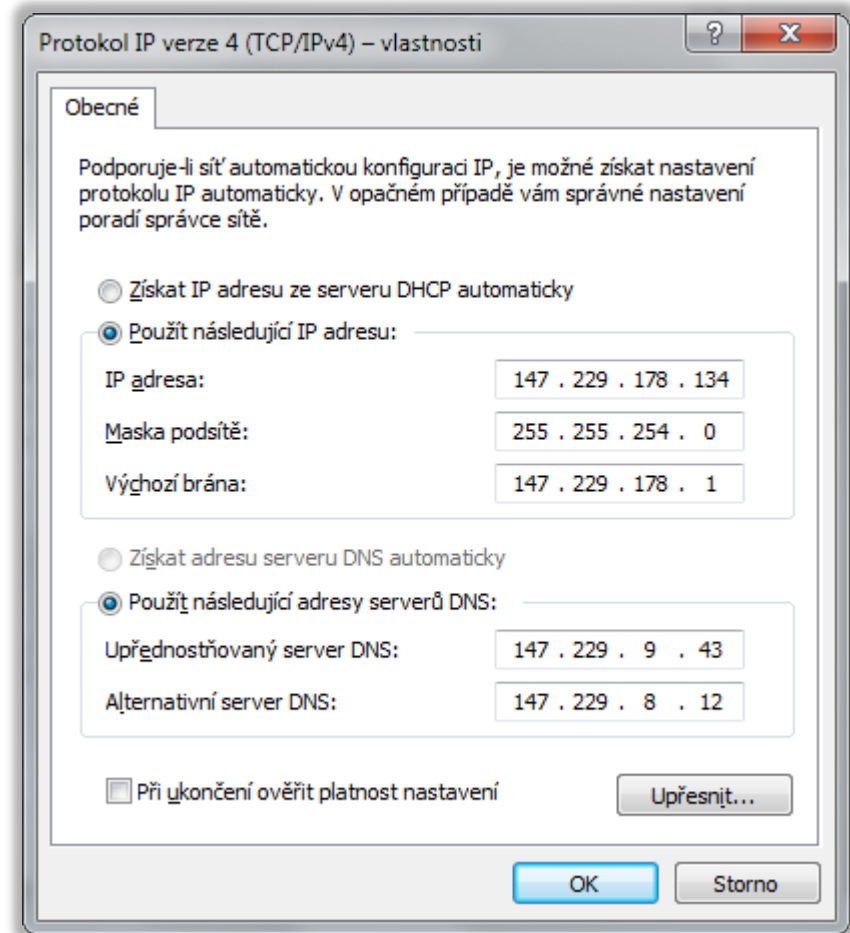 Protokol IP verze 4 (TCP/IPv4) – vlastnosti
Obecné
Podporuje-li síť automatickou konfiguraci IP, je možné získat nastavení
protokolu IP automaticky. V opačném případě vám správné nastavení
poradí správce sítě.
Získat IP adresu ze serveru DHCP automaticky
Použít následující IP adresu:
IP adresa: 147 . 229 . 178 . 134
Maska podsítě: 255 . 255 . 254 . 0
Výchozí brána: 147 . 229 . 178 . 1
Získat adresu serveru DNS automaticky
Použít následující adresy serverů DNS:
Upřednostňovaný server DNS: 147 . 229 . 9 . 43
Alternativní server DNS: 147 . 229 . 8 . 12
Při ukončení ověřit platnost nastavení
Upřesnit...
OK Storno